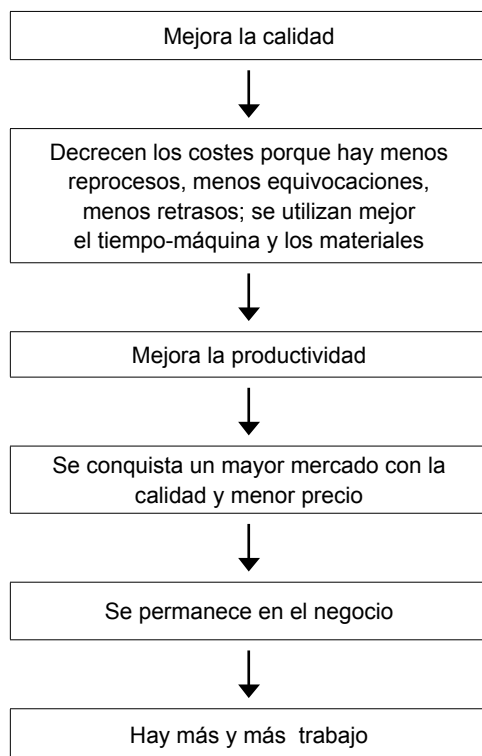 Mejora la calidad
Decrecen los costes porque hay menos
reprocesos, menos equivocaciones,
menos retrasos; se utilizan mejor
el tiempo-máquina y los materiales
Mejora la productividad
Se conquista un mayor mercado con la
calidad y menor precio
Se permanece en el negocio
Hay más y más trabajo